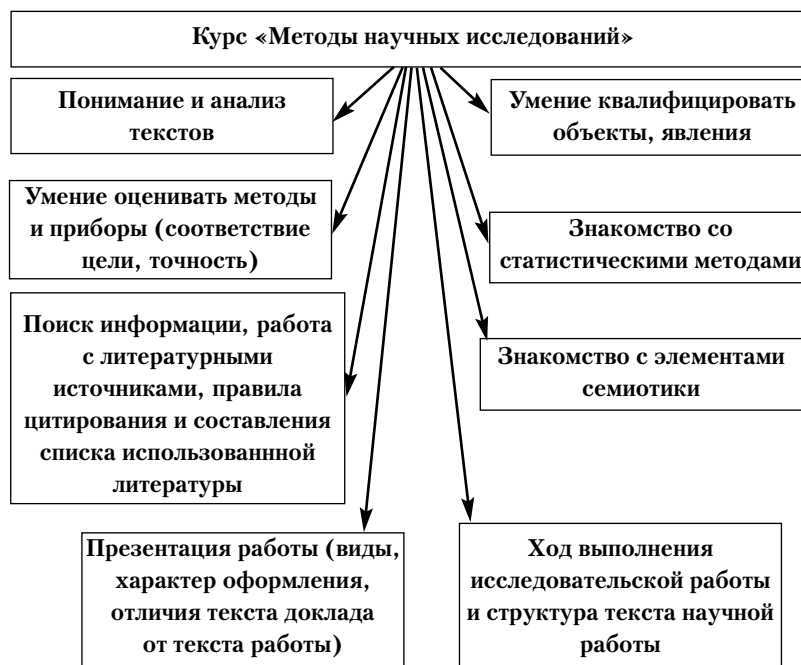 Курс «Методы научных исследований»
Понимание и анализ
текстов
Умение квалифицировать
объекты, явления
Умение оценивать методы
и приборы (соответствие
цели, точность)
Знакомство со
статистическими методами
Поиск информации, работа
с литературными
источниками, правила
цитирования и составления
списка использованнной
литературы
Знакомство с элементами
семиотики
Презентация работы (виды,
характер оформления,
отличия текста доклада
от текста работы)
Ход выполнения
исследовательской работы
и структура текста научной
работы